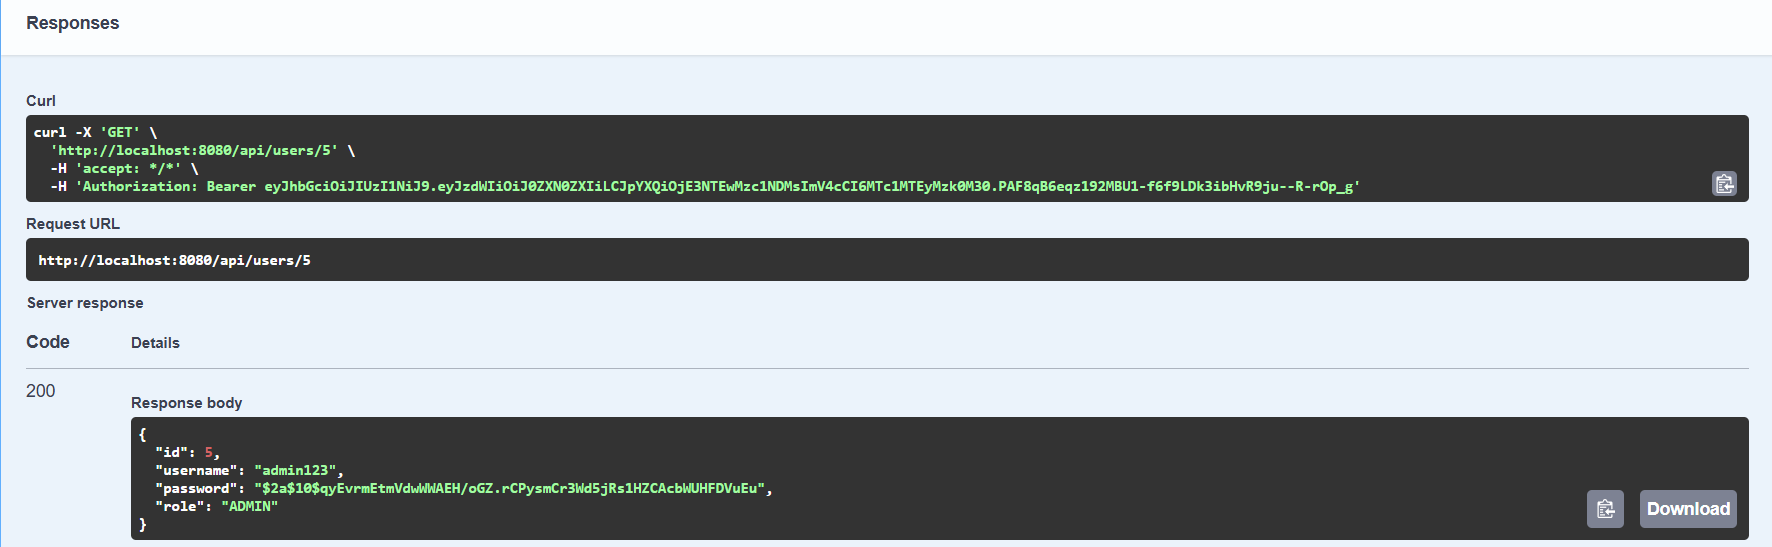 Responses
Curl
curl -X 'GET' \
'http://localhost:8080/api/users/5' \
-H 'accept: */*' \
-H 'Authorization: Bearer eyJhbGciOiJIUzI1NiJ9.eyJzdWIiOiJ0ZXN0ZXIiLCJpYXQiOjE3NTEwMzc1NDMsImV4cCI6MTc1MTEyMzk0M30.PAF8qB6eqz192MBU1-f6f9LDk3ibHvR9ju--R-rOp_g'
Request URL
http://localhost:8080/api/users/5
Server response
Code Details
200
Response body
{
"id": 5,
"username": "admin123",
"password": "$2a$10$qyEvrmEtmVdwWWAEH/oGZ.rCPysmCr3Wd5jRs1HZCAcbWUHFDVuEu",
"role": "ADMIN"
}
Download